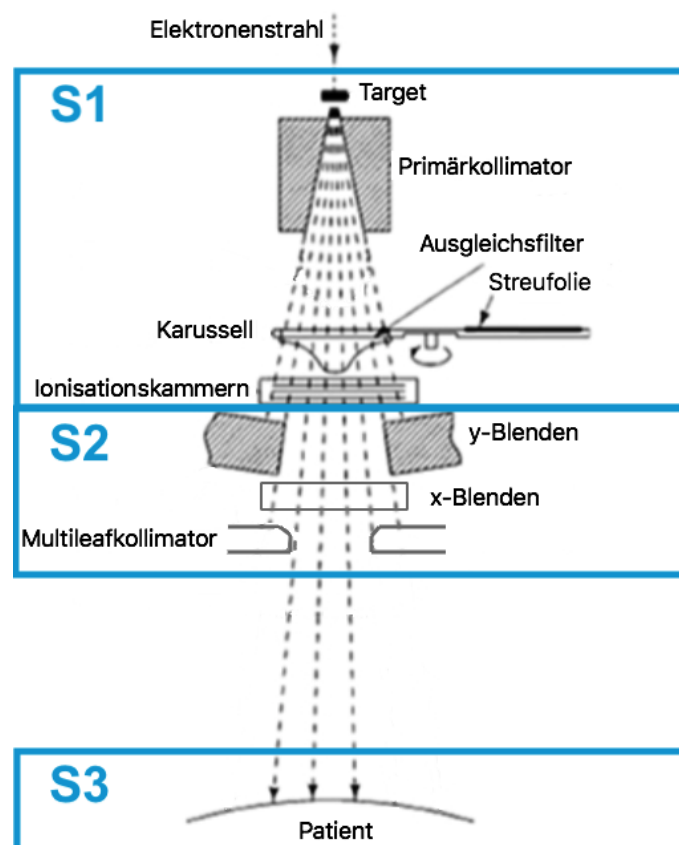 Elektronenstrahl
S1
Target
Primärkollimator
Ausgleichsfilter
Streufolie
Karussell
Ionisationskammern
S2
y-Blenden
x-Blenden
Multileafkollimator
S3
Patient